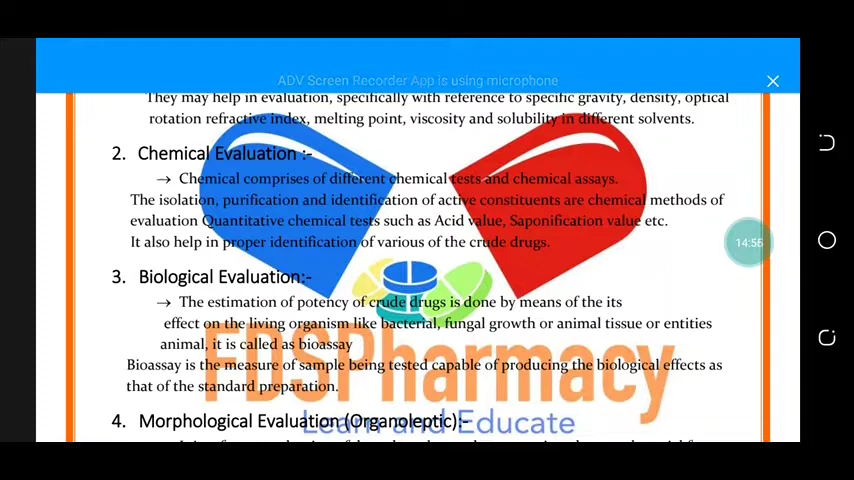 ADV Screen Recorder App is using microphone
They may help in evaluation, specifically with reference to specific gravity, density, optical
rotation refractive index, melting point, viscosity and solubility in different solvents.
2. Chemical Evaluation :-
→ Chemical comprises of different chemical tests and chemical assays.
The isolation, purification and identification of active constituents are chemical methods of
evaluation Quantitative chemical tests such as Acid value, Saponification value etc.
It also help in proper identification of various of the crude drugs.
14:55
3. Biological Evaluation:-
→ The estimation of potency of crude drugs is done by means of the its
effect on the living organism like bacterial, fungal growth or animal tissue or entities
animal, it is called as bioassay
FDSPharmacy
Bioassay is the measure of sample being tested capable of producing the biological effects as
that of the standard preparation.
4. Morphological Evaluation (Organoleptic):-
Learn and Educate